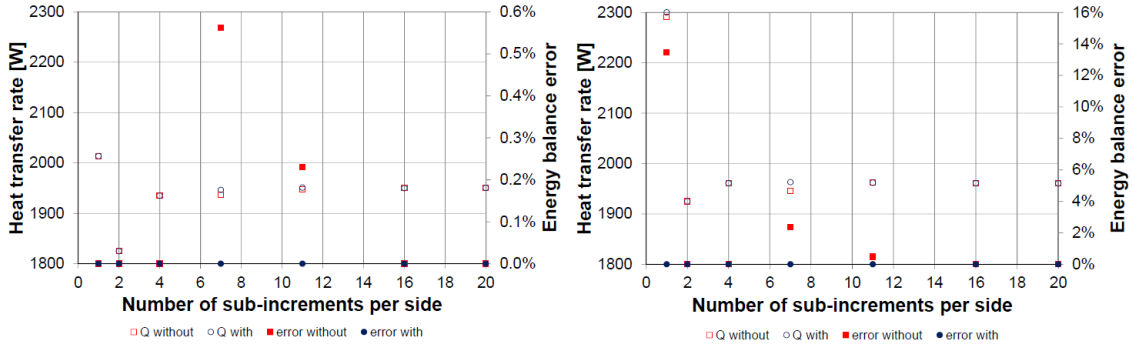 2300
2200
2100
2000
1900
1800
Heat transfer rate [W]
0.6%
0.5%
0.4%
0.3%
0.2%
0.1%
0.0%
Energy balance error
0 2 4 6 8 10 12 14 16 18 20
Number of sub-increments per side
Q without Q with error without error with
2300
2200
2100
2000
1900
1800
Heat transfer rate [W]
16%
14%
12%
10%
8%
6%
4%
2%
0%
Energy balance error
0 2 4 6 8 10 12 14 16 18 20
Number of sub-increments per side
Q without Q with error without error with